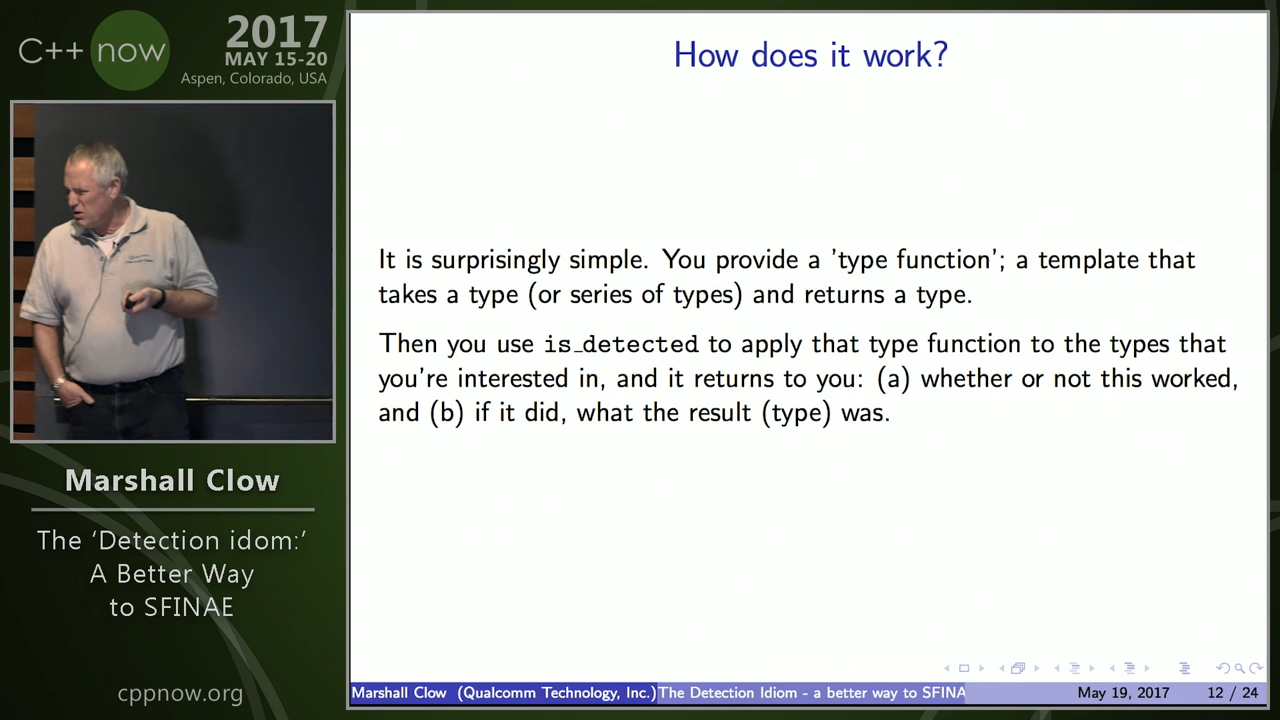 C++ now
2017
MAY 15-20
Aspen, Colorado, USA
Marshall Clow
The ‘Detection idom:’
A Better Way
to SFINAE
cppnow.org
How does it work?
It is surprisingly simple. You provide a 'type function'; a template that
takes a type (or series of types) and returns a type.
Then you use is_detected to apply that type function to the types that
you're interested in, and it returns to you: (a) whether or not this worked,
and (b) if it did, what the result (type) was.
Marshall Clow (Qualcomm Technology, Inc.) The Detection Idiom - a better way to SFINA May 19, 2017 12 / 24